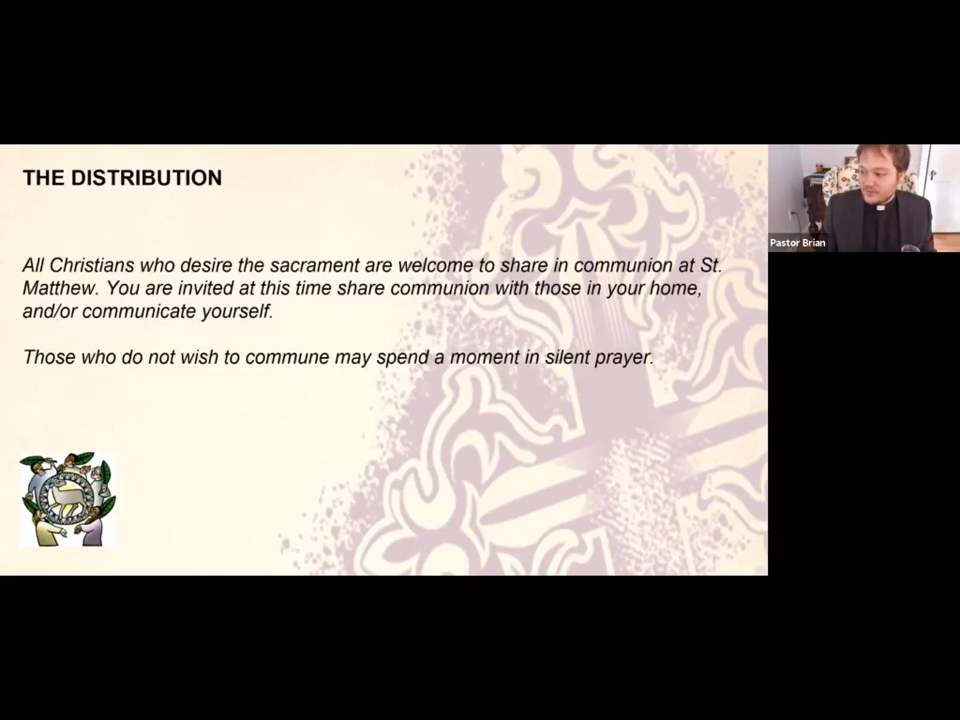 THE DISTRIBUTION
All Christians who desire the sacrament are welcome to share in communion at St.
Matthew. You are invited at this time share communion with those in your home,
and/or communicate yourself.
Those who do not wish to commune may spend a moment in silent prayer.
Pastor Brian